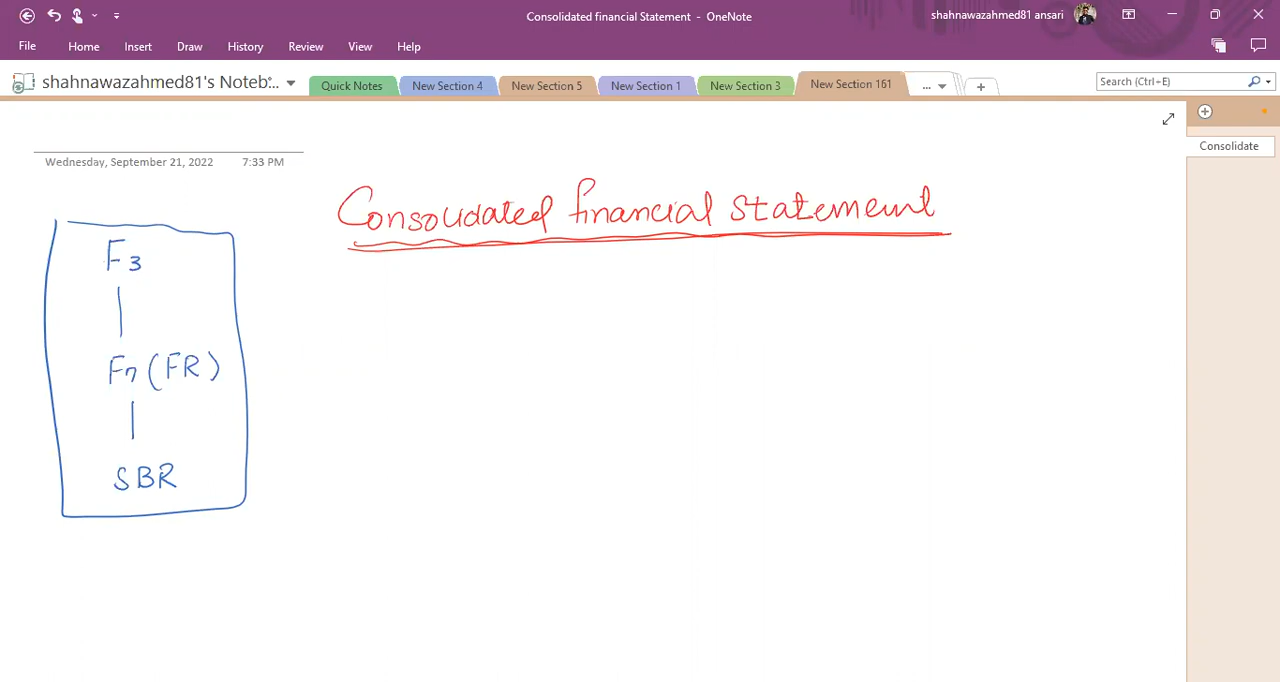 Consolidated financial Statement - OneNote
shahnawazahmed81 ansari
File Home Insert Draw History Review View Help
shahnawazahmed81's Noteb... Quick Notes New Section 4 New Section 5 New Section 1 New Section 3 New Section 161 ... + Search (Ctrl+E)
Consolidate
Wednesday, September 21, 2022 7:33 PM
Consolidated financial Statement
F3
F7 (FR)
SBR